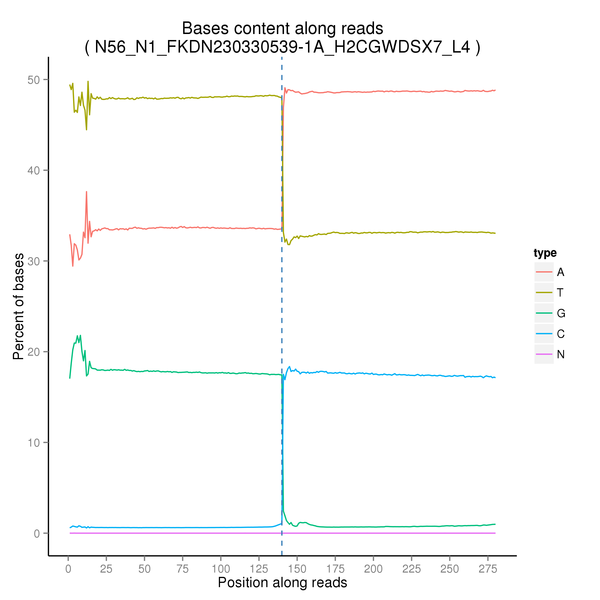 Bases content along reads
( N56_N1_FKDN230330539-1A_H2CGWDSX7_L4 )
Percent of bases
50
40
30
20
10
0
0 25 50 75 100 125 150 175 200 225 250 275
Position along reads
type
A
T
G
C
N